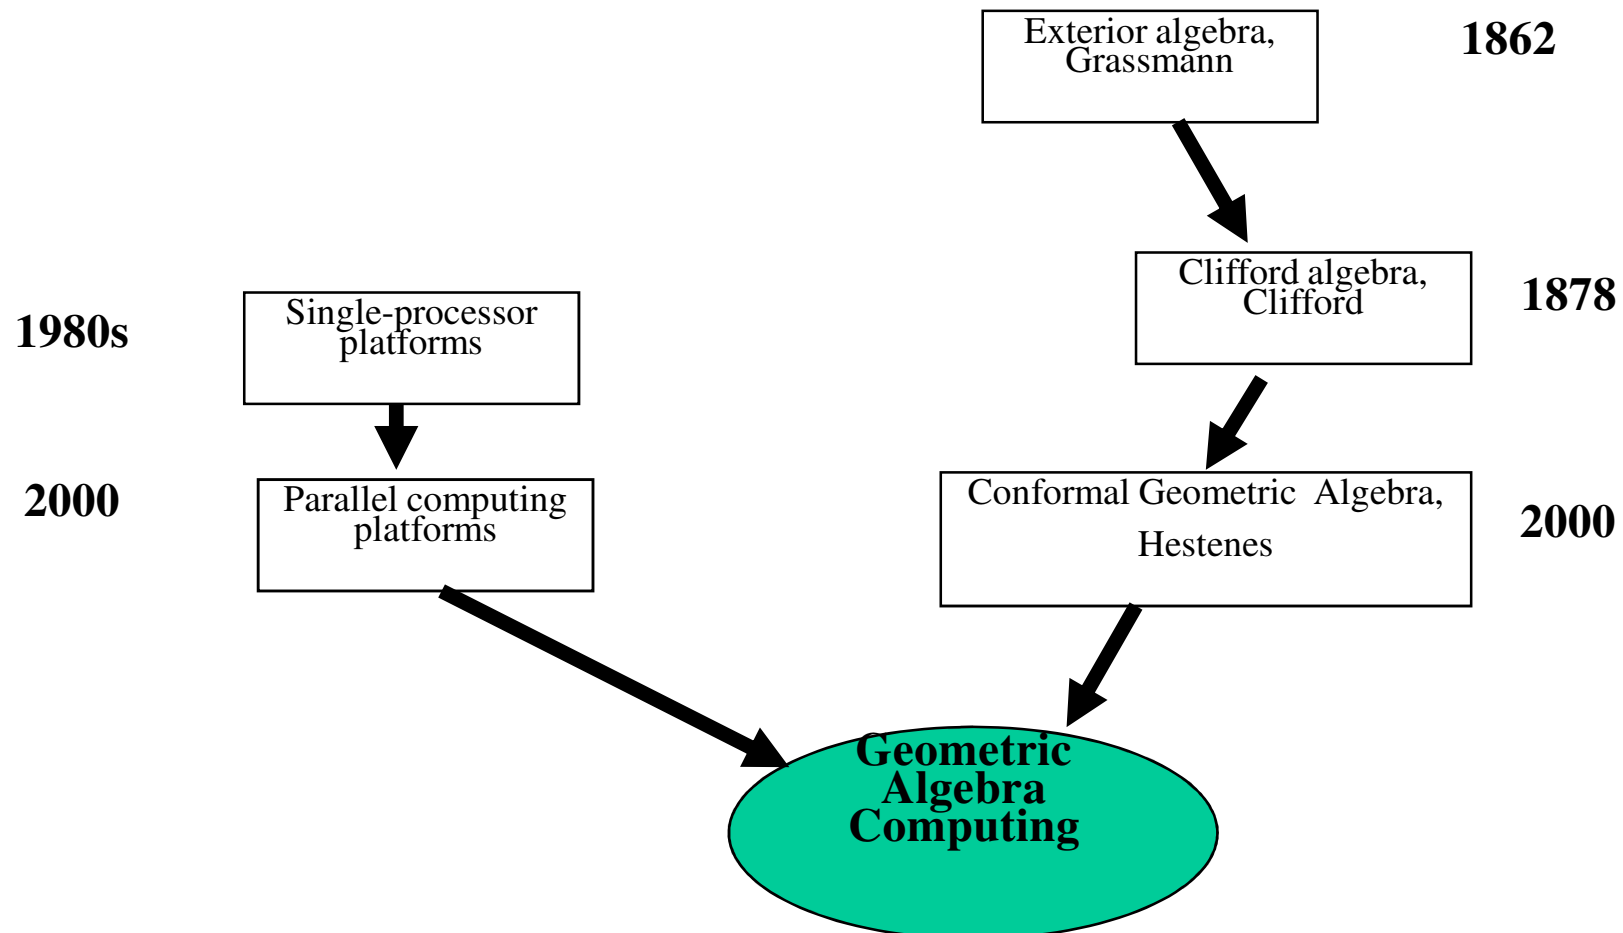 Exterior algebra,
Grassmann
1862
Clifford algebra,
Clifford
1878
1980s
Single-processor
platforms
2000
Parallel computing
platforms
Conformal Geometric Algebra,
Hestenes
2000
Geometric
Algebra
Computing